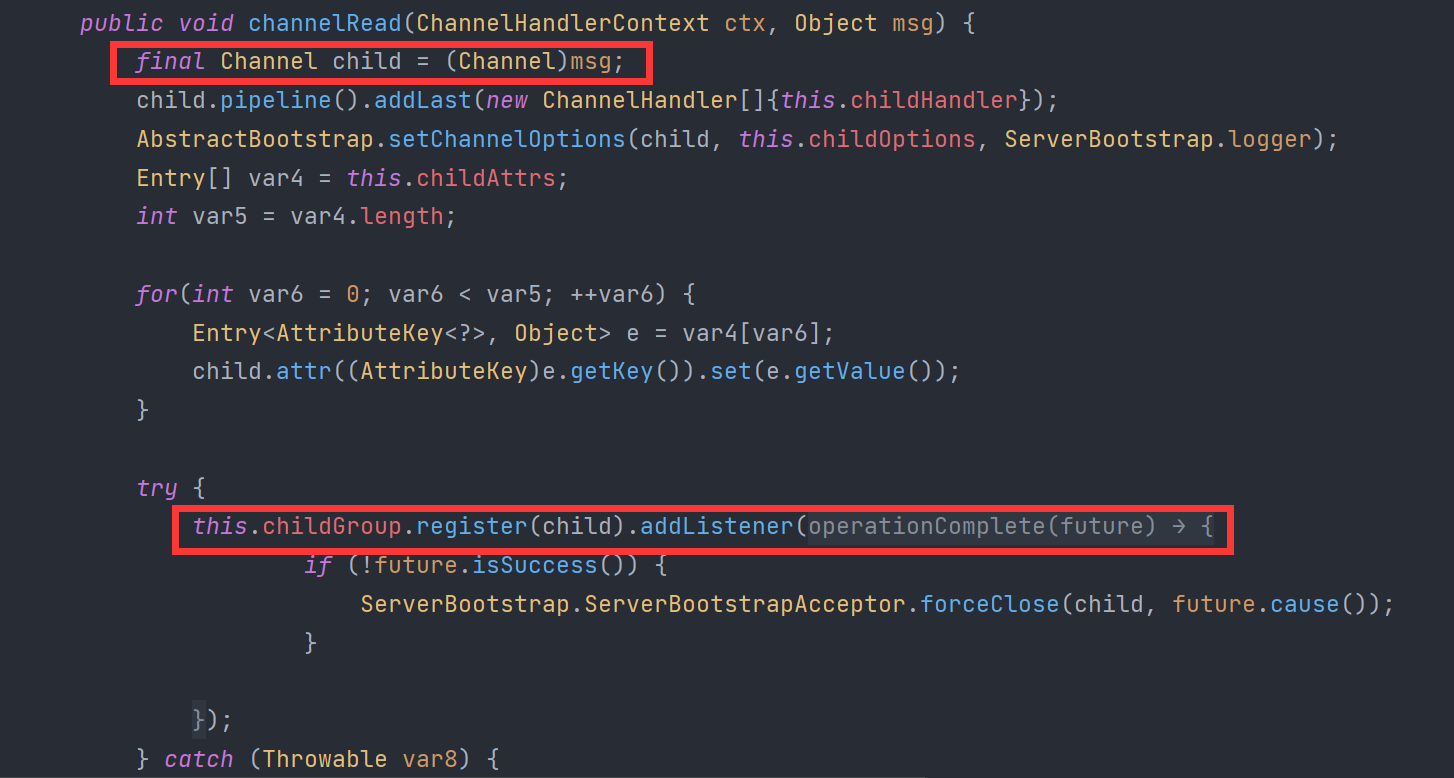 public void channelRead(ChannelHandlerContext ctx, Object msg) {
final Channel child = (Channel)msg;
child.pipeline().addLast(new ChannelHandler[]{this.childHandler});
AbstractBootstrap.setChannelOptions(child, this.childOptions, ServerBootstrap.logger);
Entry[] var4 = this.childAttrs;
int var5 = var4.length;
for(int var6 = 0; var6 < var5; ++var6) {
Entry<AttributeKey<?>, Object> e = var4[var6];
child.attr((AttributeKey)e.getKey()).set(e.getValue());
}
try {
this.childGroup.register(child).addListener(operationComplete(future) → {
if (!future.isSuccess()) {
ServerBootstrap.ServerBootstrapAcceptor.forceClose(child, future.cause());
}
});
} catch (Throwable var8) {